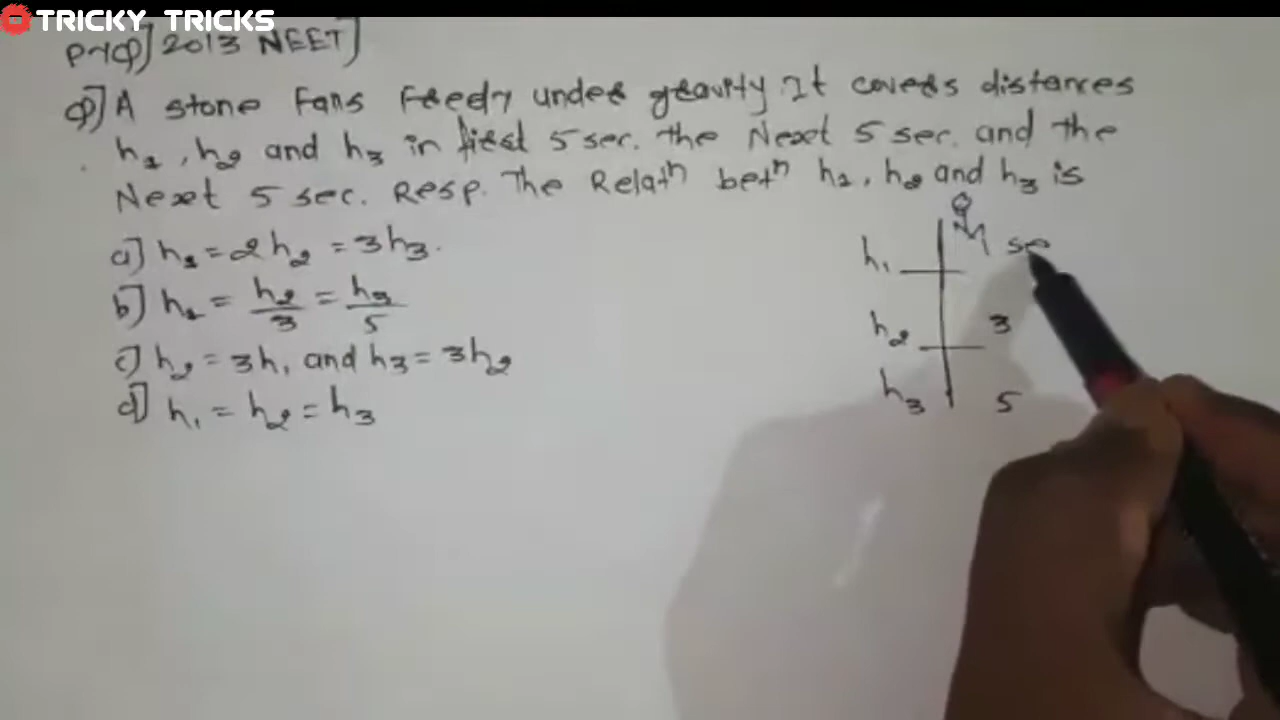 TRICKY TRICKS
PYQ] 2013 NEET]
Q] A stone Falls Freely under gravity. It covers distances
h1, h2 and h3 in first 5 sec. the Next 5 sec. and the
Next 5 sec. Resp. The Relatn betn h1, h2 and h3 is
a] h1 = 2h2 = 3h3.
b] h1 = h2/3 = h3/5
c] h2 = 3h1 and h3 = 3h2
d] h1 = h2 = h3
h1 se
h2 3
h3 5